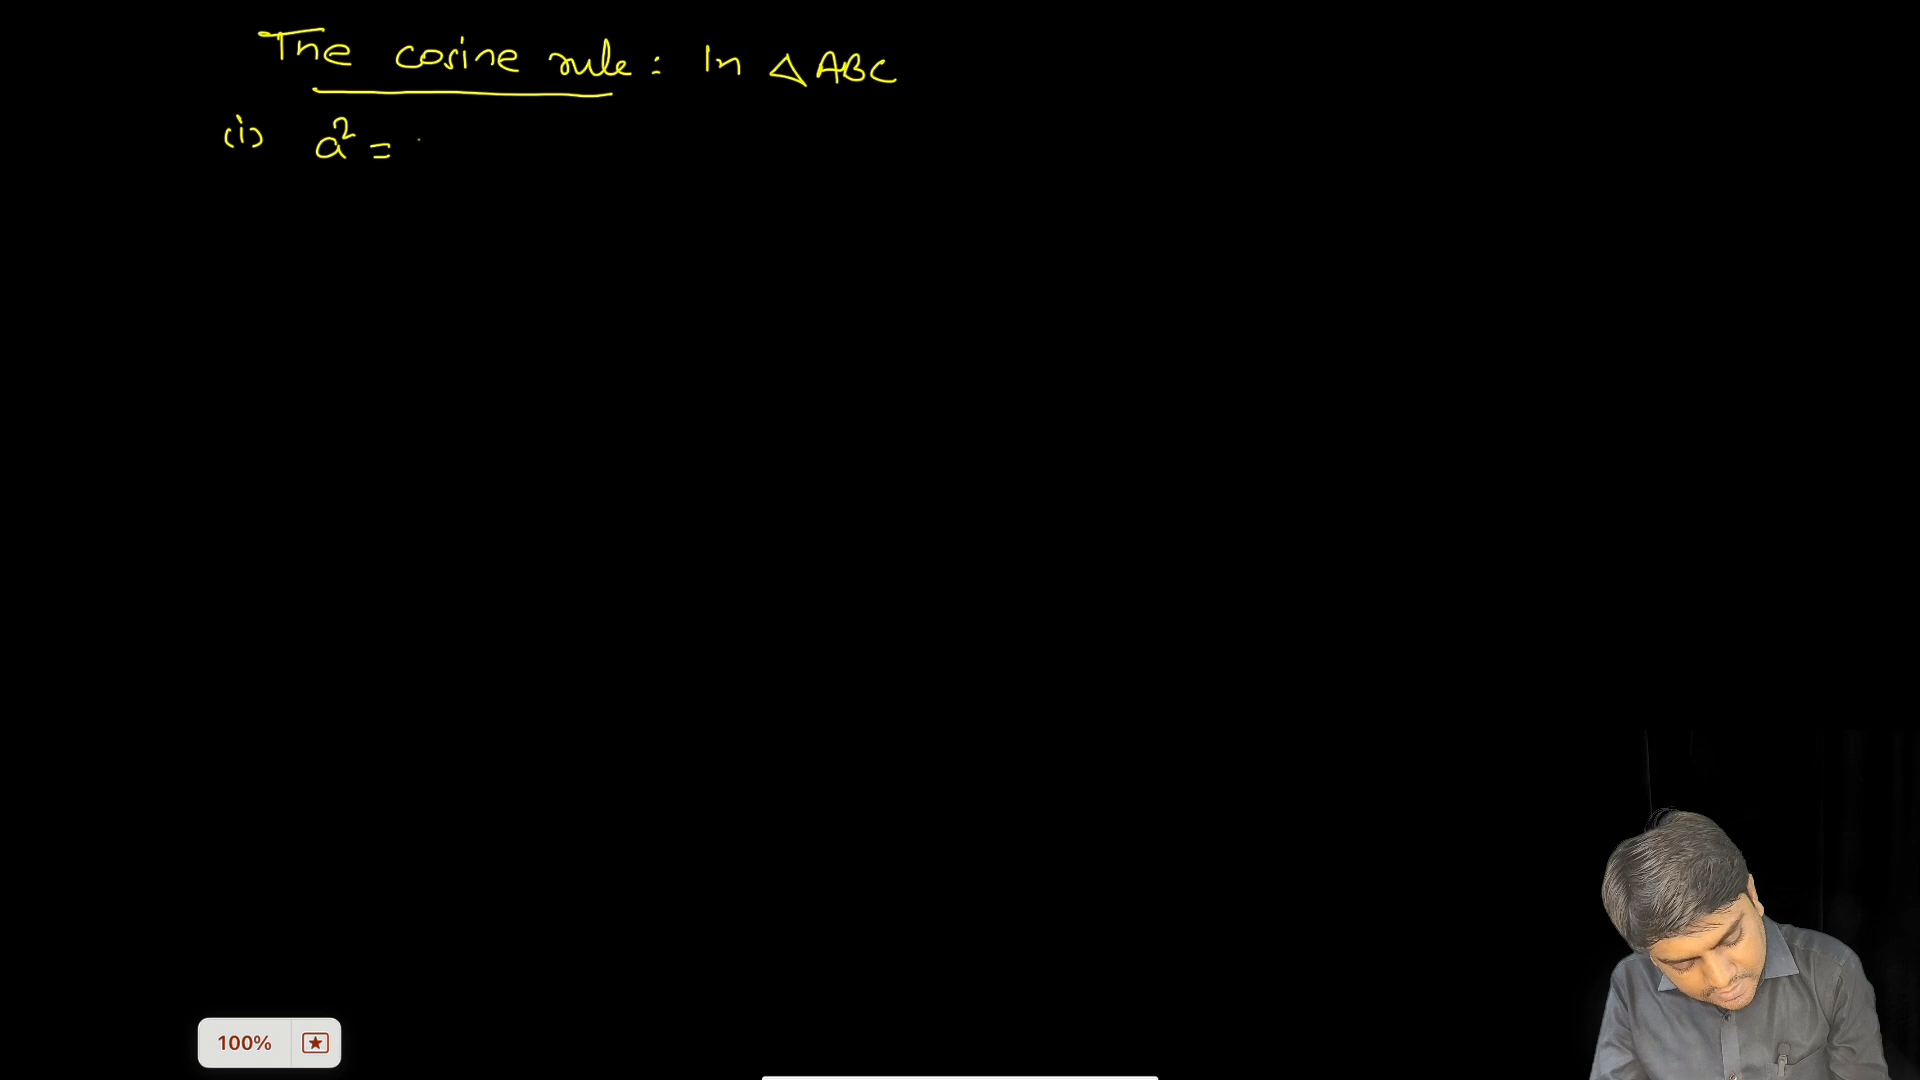 The cosine rule : In △ ABC
(i) a² =
100%